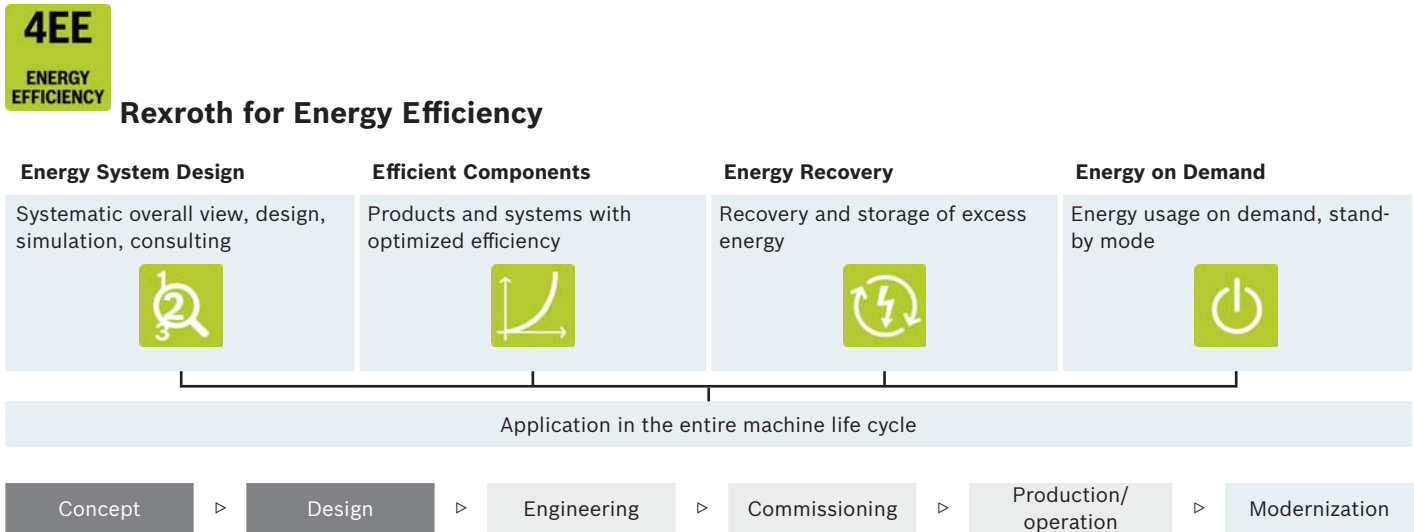 4EE
ENERGY
EFFICIENCY
Rexroth for Energy Efficiency
Energy System Design
Systematic overall view, design,
simulation, consulting
1
2
3
Efficient Components
Products and systems with
optimized efficiency
Energy Recovery
Recovery and storage of excess
energy
Energy on Demand
Energy usage on demand, stand-
by mode
Application in the entire machine life cycle
Concept
Design
Engineering
Commissioning
Production/
operation
Modernization